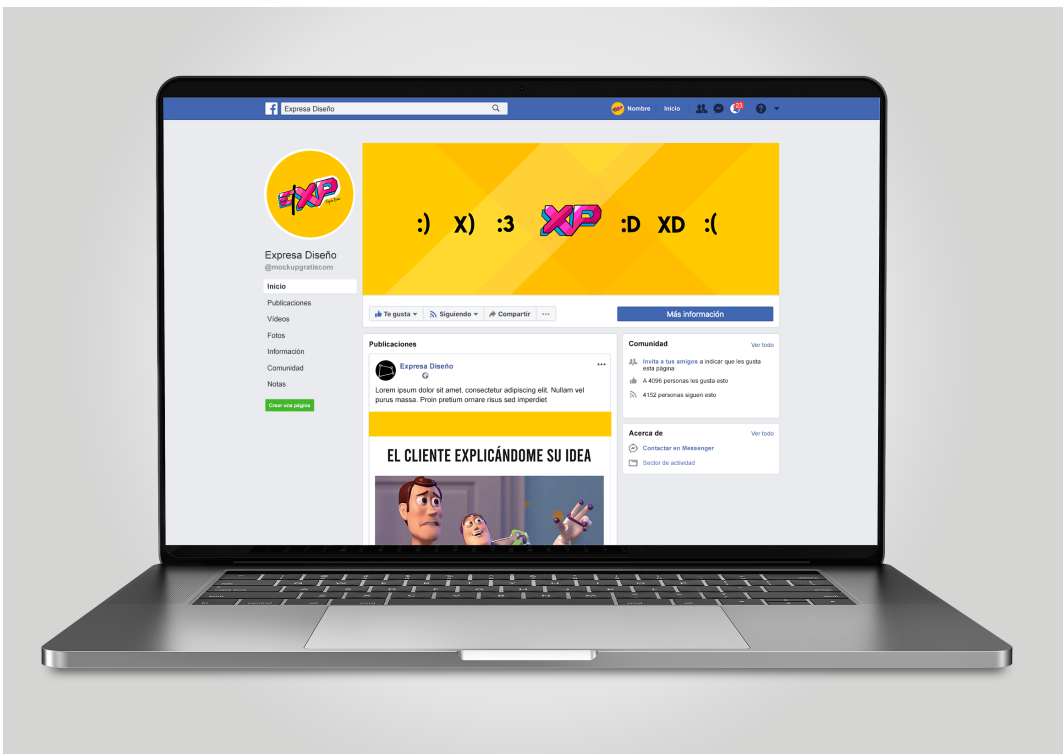 Expresa Diseño
Nombre
Inicio
23
EXP
:) X) :3 XP :D XD :(
Expresa Diseño
@mockupgratiscom
Inicio
Publicaciones
Vídeos
Fotos
Información
Comunidad
Notas
Crear una página
Te gusta
Siguiendo
Compartir
Más información
Publicaciones
Expresa Diseño
Lorem ipsum dolor sit amet, consectetur adipiscing elit. Nullam vel
purus massa. Proin pretium ornare risus sed imperdiet
EL CLIENTE EXPLICÁNDOME SU IDEA
Comunidad
Ver todo
Invita a tus amigos a indicar que les gusta
esta página
A 4096 personas les gusta esto
4152 personas siguen esto
Acerca de
Ver todo
Contactar en Messenger
Sector de actividad